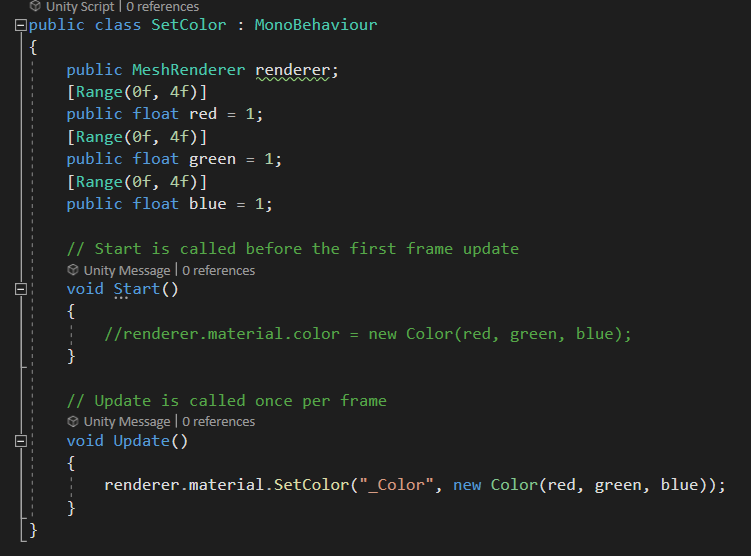 Unity Script | 0 references
public class SetColor : MonoBehaviour
{
public MeshRenderer renderer;
[Range(0f, 4f)]
public float red = 1;
[Range(0f, 4f)]
public float green = 1;
[Range(0f, 4f)]
public float blue = 1;
// Start is called before the first frame update
Unity Message | 0 references
void Start()
{
//renderer.material.color = new Color(red, green, blue);
}
// Update is called once per frame
Unity Message | 0 references
void Update()
{
renderer.material.SetColor("_Color", new Color(red, green, blue));
}
}